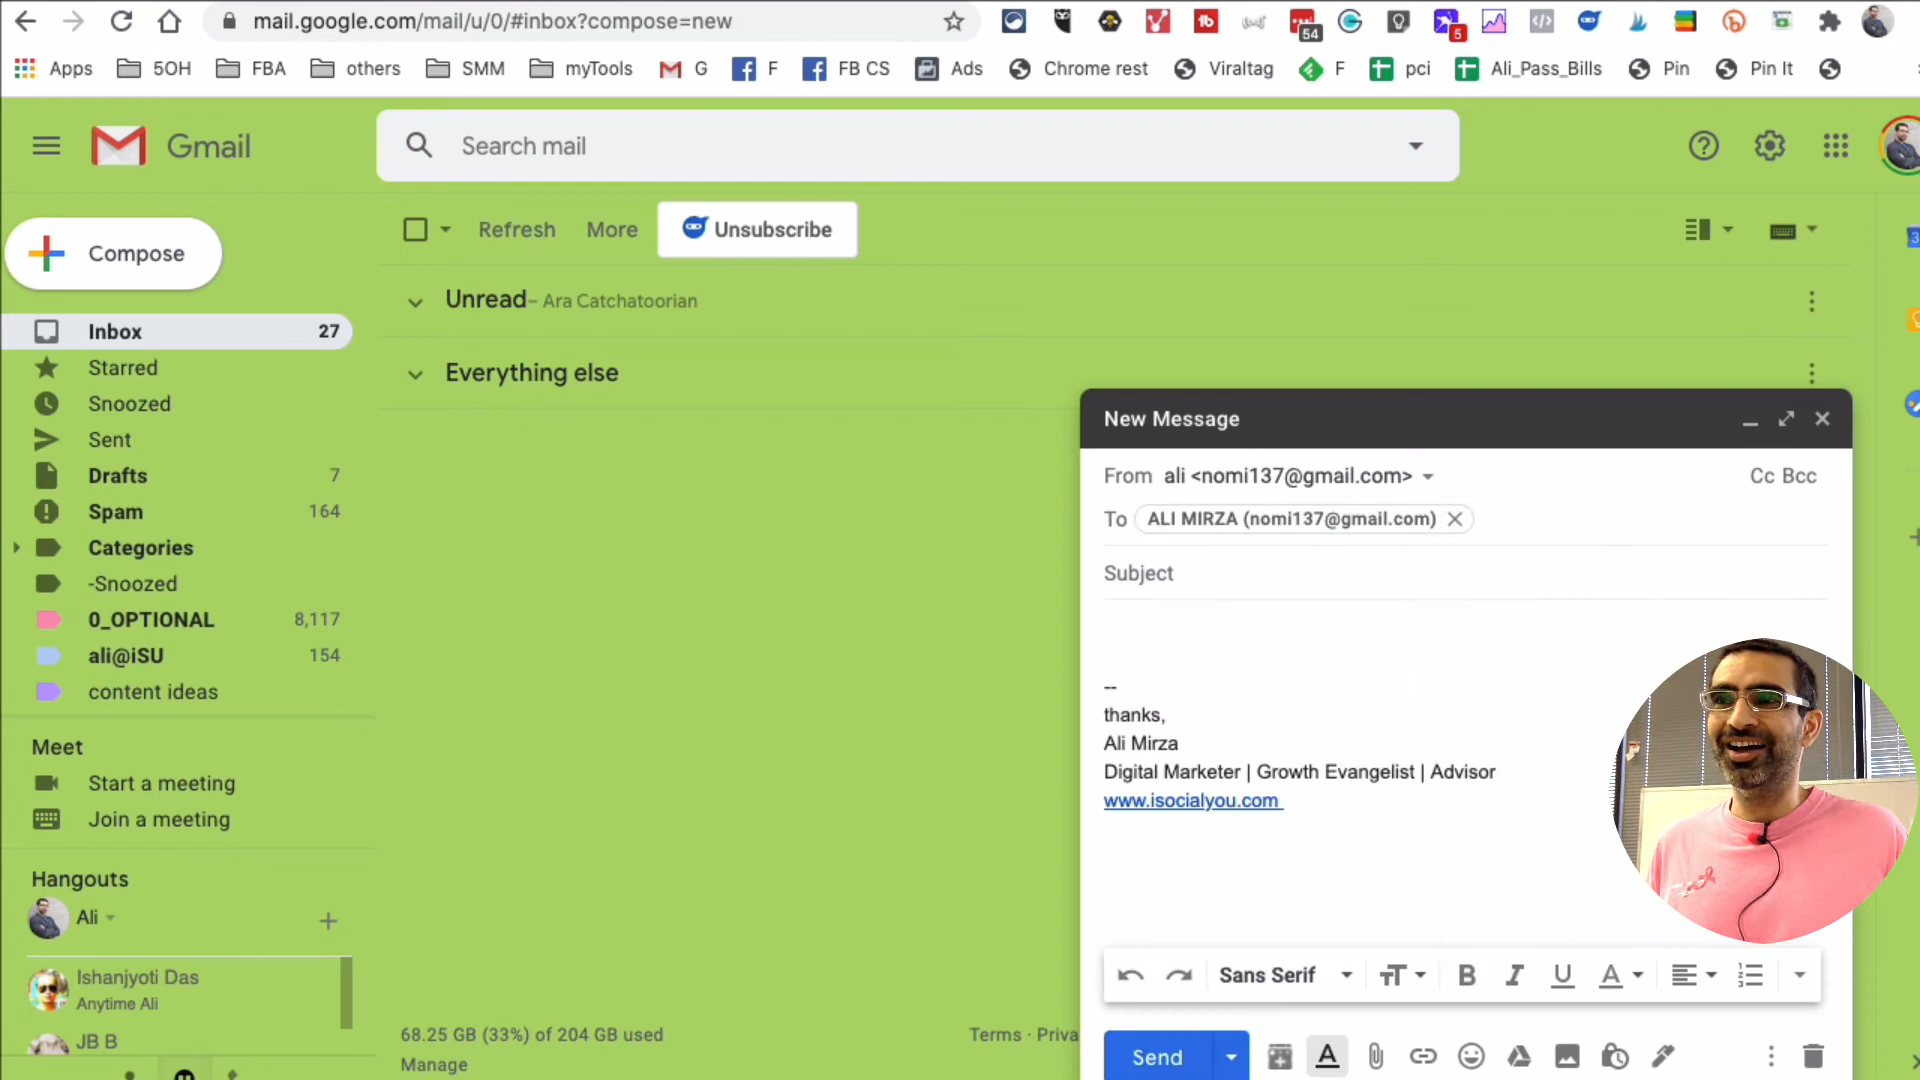 mail.google.com/mail/u/0/#inbox?compose=new
54
5
Apps 5OH FBA others SMM myTools G F FB CS Ads Chrome rest Viraltag F pci Ali_Pass_Bills Pin Pin It
Gmail
Search mail
Compose
Refresh More Unsubscribe
Unread– Ara Catchatoorian
Everything else
Inbox 27
Starred
Snoozed
Sent
Drafts 7
Spam 164
Categories
-Snoozed
0_OPTIONAL 8,117
ali@iSU 154
content ideas
Meet
Start a meeting
Join a meeting
Hangouts
Ali
Ishanjyoti Das
Anytime Ali
JB B
68.25 GB (33%) of 204 GB used
Manage
Terms · Priva
New Message
From ali <nomi137@gmail.com> Cc Bcc
To ALI MIRZA (nomi137@gmail.com)
Subject
--
thanks,
Ali Mirza
Digital Marketer | Growth Evangelist | Advisor
www.isocialyou.com
Sans Serif
Send